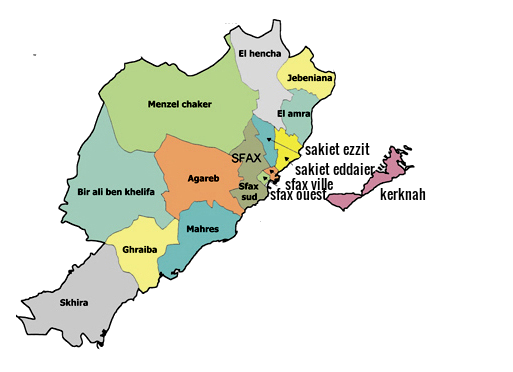 El hencha
Jebeniana
Menzel chaker
El amra
sakiet ezzit
SFAX
sakiet eddaier
Agareb
sfax ville
Bir ali ben khelifa
Sfax
sud
sfax ouest
kerknah
Mahres
Ghraiba
Skhira